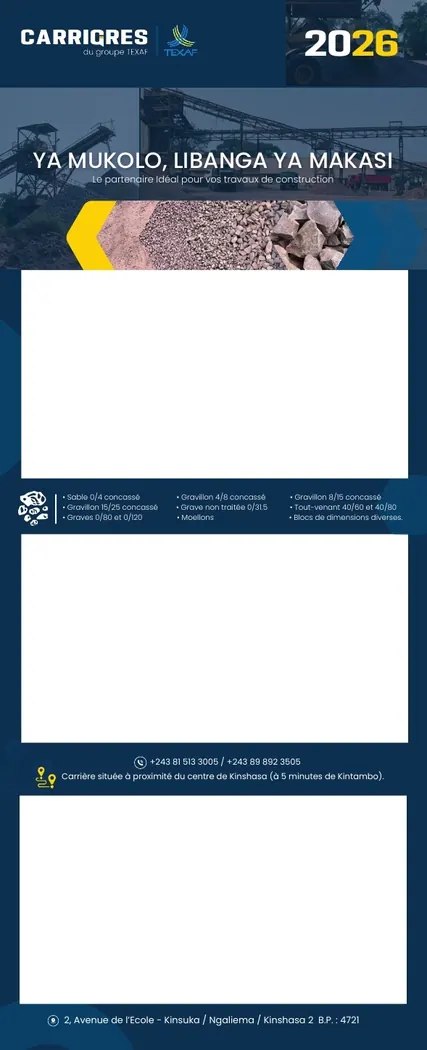 CARRIGRES
du groupe TEXAF
TEXAF
2026
YA MUKOLO, LIBANGA YA MAKASI
Le partenaire Idéal pour vos travaux de construction
• Sable 0/4 concassé
• Gravillon 15/25 concassé
• Graves 0/80 et 0/120
• Gravillon 4/8 concassé
• Grave non traitée 0/31.5
• Moellons
• Gravillon 8/15 concassé
• Tout-venant 40/60 et 40/80
• Blocs de dimensions diverses.
+243 81 513 3005 / +243 89 892 3505
Carrière située à proximité du centre de Kinshasa (à 5 minutes de Kintambo).
2, Avenue de l'Ecole - Kinsuka / Ngaliema / Kinshasa 2 B.P. : 4721